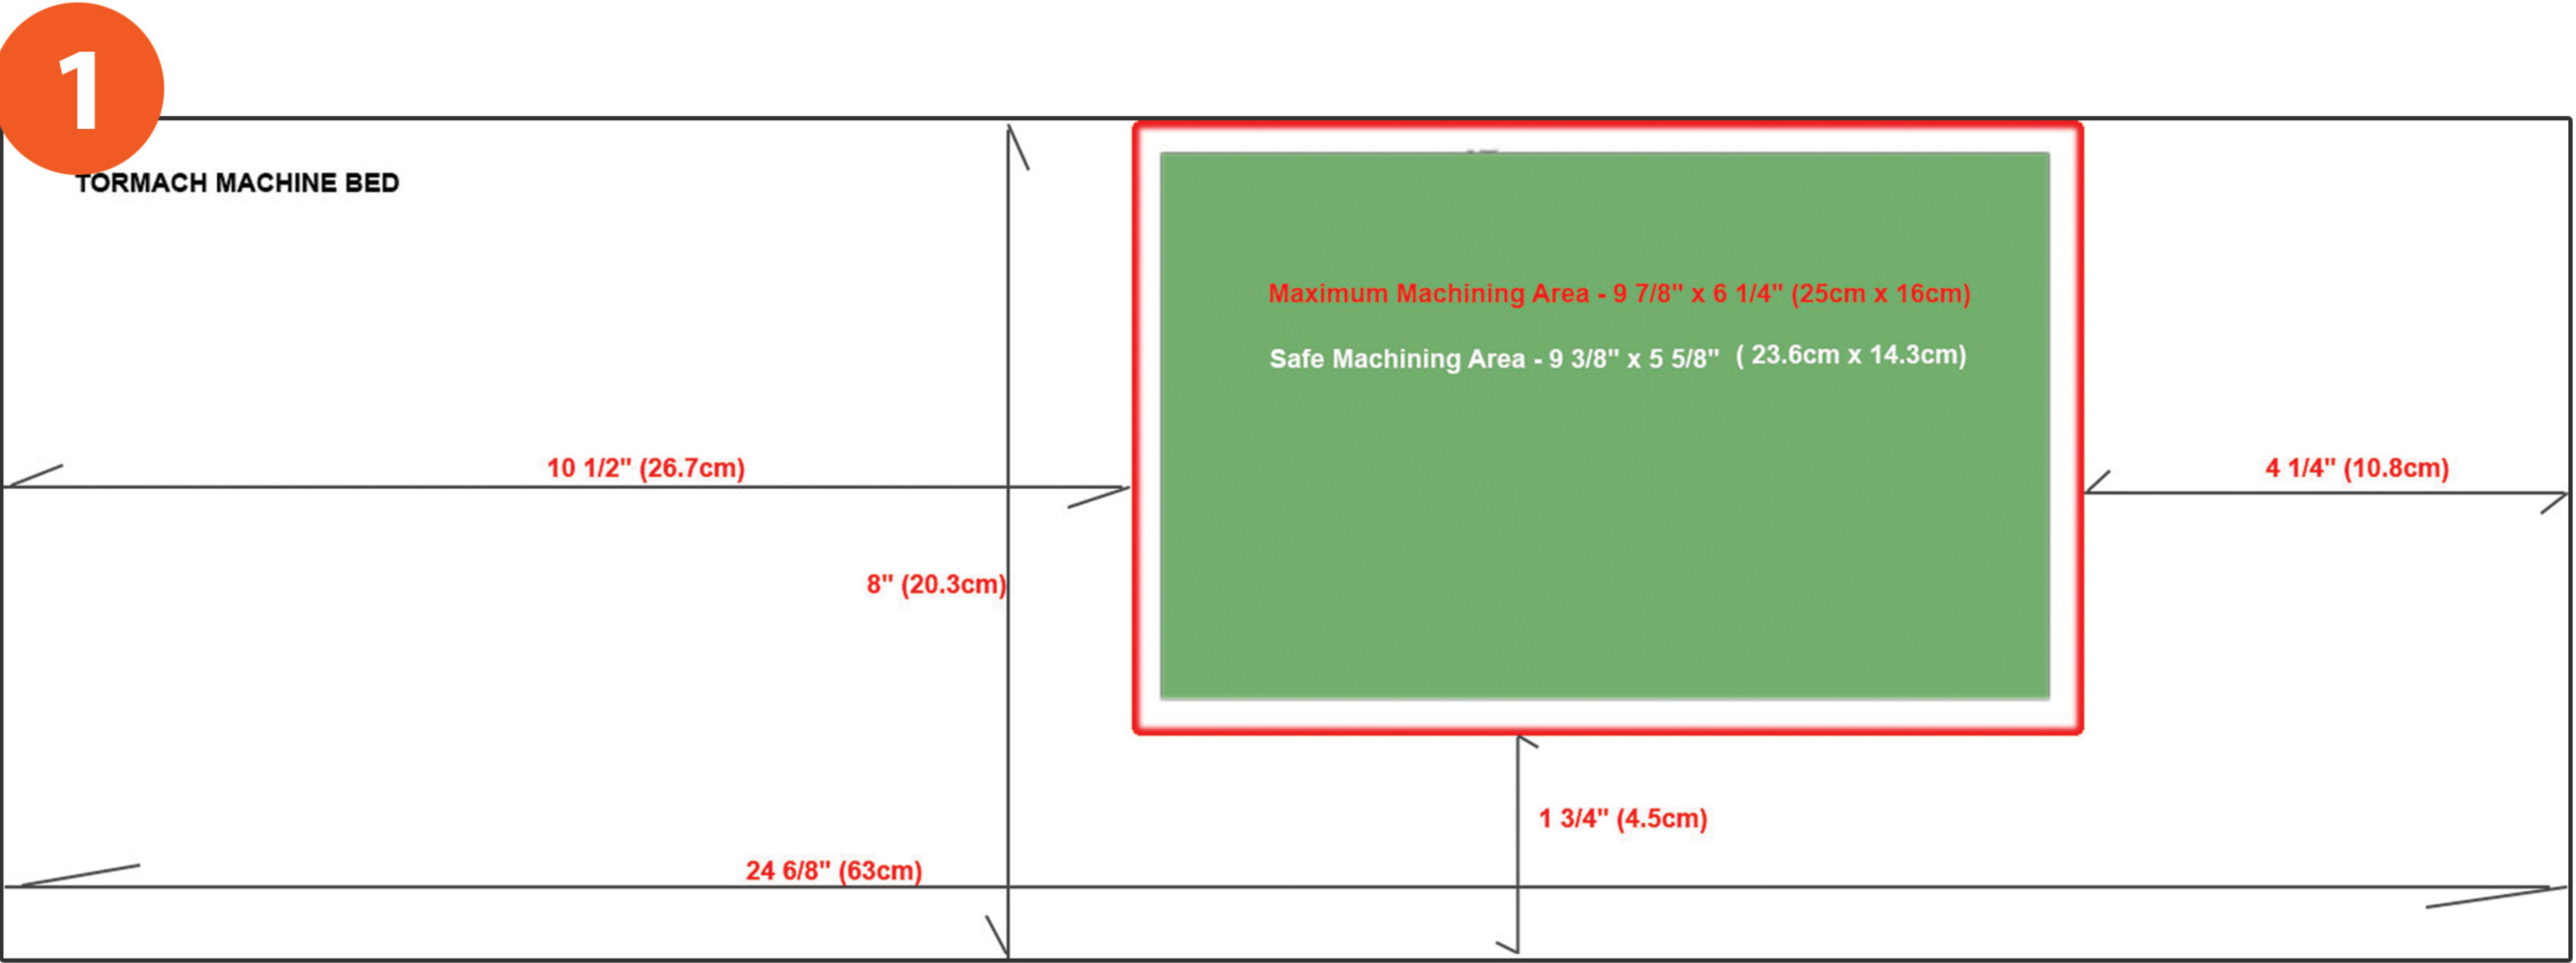 1
TORMACH MACHINE BED
Maximum Machining Area - 9 7/8" x 6 1/4" (25cm x 16cm)
Safe Machining Area - 9 3/8" x 5 5/8" ( 23.6cm x 14.3cm)
10 1/2" (26.7cm)
4 1/4" (10.8cm)
8" (20.3cm)
1 3/4" (4.5cm)
24 6/8" (63cm)